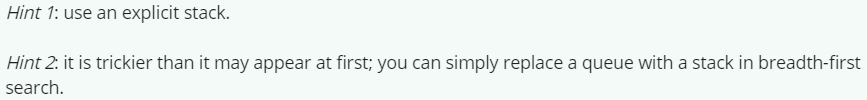 Hint 1: use an explicit stack.
Hint 2: it is trickier than it may appear at first; you can simply replace a queue with a stack in breadth-first
search.